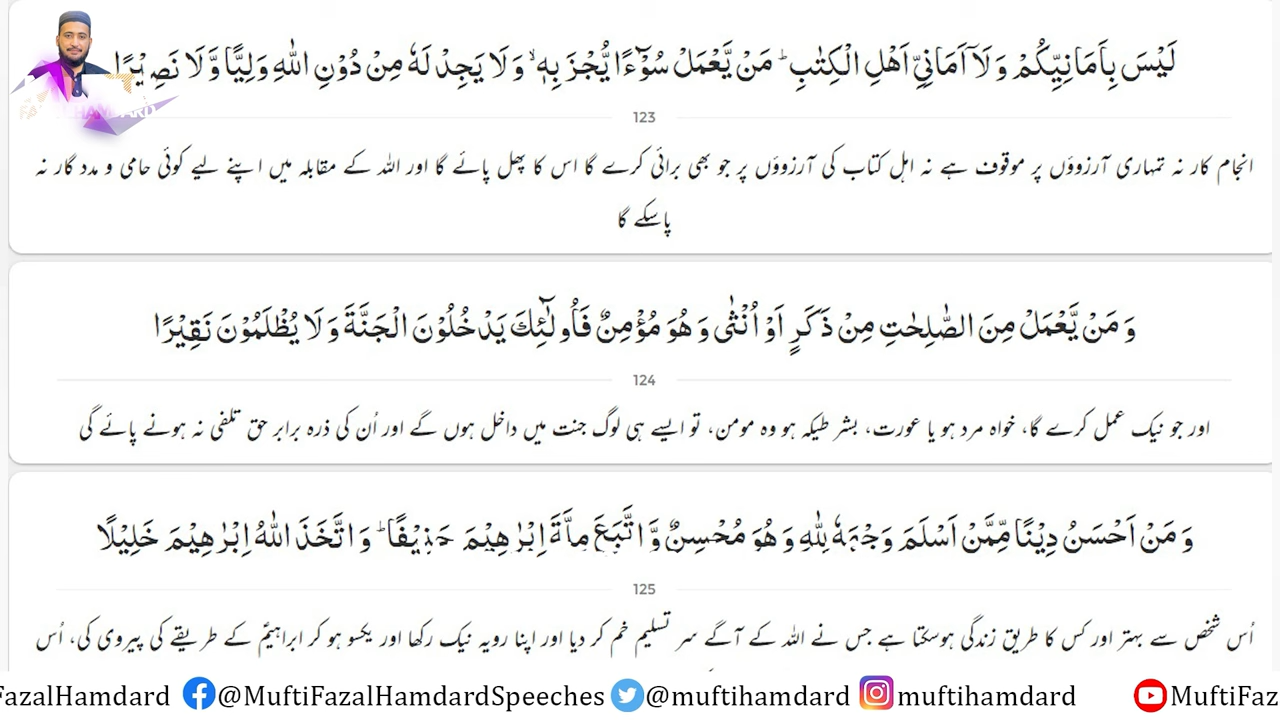 لَیْسَ بِاَمَانِیِّكُمْ وَ لَاۤ اَمَانِیِّ اَهْلِ الْكِتٰبِؕ مَنْ یَّعْمَلْ سُوْٓءًا یُّجْزَ بِهٖۙ وَ لَا یَجِدْ لَهٗ مِنْ دُوْنِ اللّٰهِ وَلِیًّا وَّ لَا نَصِیْرًا
123
انجام کار نہ تمہاری آرزوؤں پر موقوف ہے نہ اہل کتاب کی آرزوؤں پر جو بھی برائی کرے گا اس کا پھل پائے گا اور اللہ کے مقابلہ میں اپنے لیے کوئی حامی و مدد گار نہ
پاسکے گا
وَ مَنْ یَّعْمَلْ مِنَ الصّٰلِحٰتِ مِنْ ذَكَرٍ اَوْ اُنْثٰى وَ هُوَ مُؤْمِنٌ فَاُولٰٓىٕكَ یَدْخُلُوْنَ الْجَنَّةَ وَ لَا یُظْلَمُوْنَ نَقِیْرًا
124
اور جو نیک عمل کرے گا، خواہ مرد ہو یا عورت، بشر طیکہ ہو وہ مومن، تو ایسے ہی لوگ جنت میں داخل ہوں گے اور اُن کی ذرہ برابر حق تلفی نہ ہونے پائے گی
وَ مَنْ اَحْسَنُ دِیْنًا مِّمَّنْ اَسْلَمَ وَجْهَهٗ لِلّٰهِ وَ هُوَ مُحْسِنٌ وَّ اتَّبَعَ مِلَّةَ اِبْرٰهِیْمَ حَنِیْفًاؕ وَ اتَّخَذَ اللّٰهُ اِبْرٰهِیْمَ خَلِیْلًا
125
اُس شخص سے بہتر اور کس کا طریق زندگی ہوسکتا ہے جس نے اللہ کے آگے سر تسلیم خم کر دیا اور اپنا رویہ نیک رکھا اور یکسو ہو کر ابراہیمؑ کے طریقے کی پیروی کی، اُس
FazalHamdard @MuftiFazalHamdardSpeeches @muftihamdard muftihamdard MuftiFaz